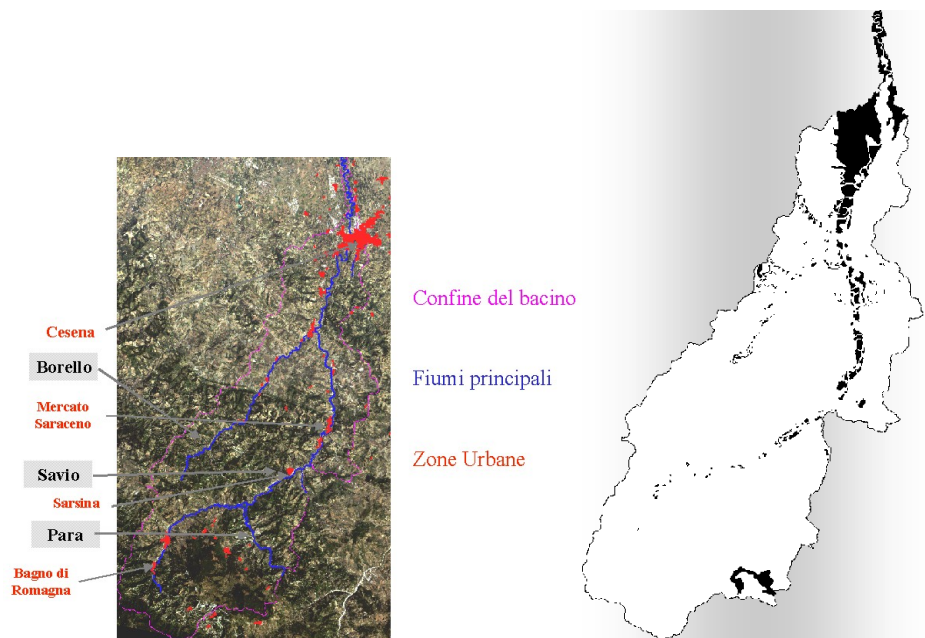 Cesena
Borello
Mercato
Saraceno
Savio
Sarsina
Para
Bagno di
Romagna
Confine del bacino
Fiumi principali
Zone Urbane